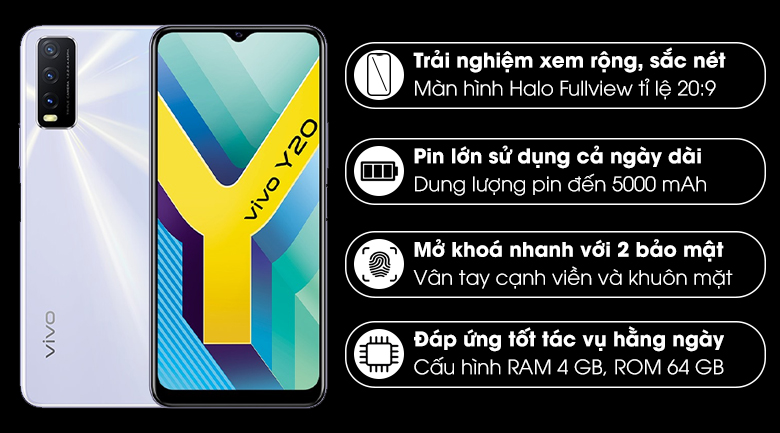 vivo
vivo Y20
Trải nghiệm xem rộng, sắc nét
Màn hình Halo Fullview tỉ lệ 20:9
Pin lớn sử dụng cả ngày dài
Dung lượng pin đến 5000 mAh
Mở khoá nhanh với 2 bảo mật
Vân tay cạnh viền và khuôn mặt
Đáp ứng tốt tác vụ hằng ngày
Cấu hình RAM 4 GB, ROM 64 GB